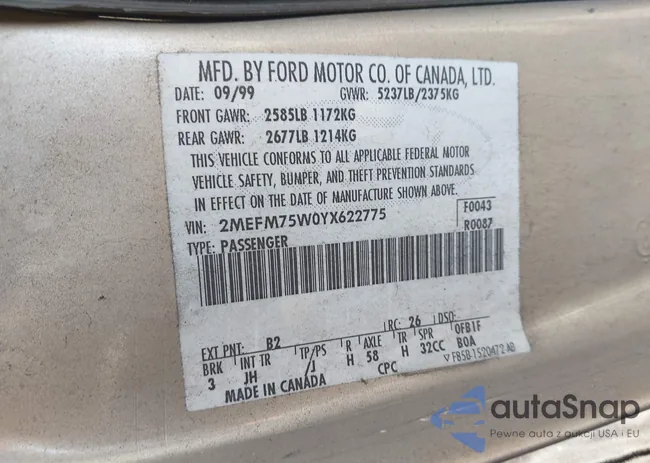 MFD. BY FORD MOTOR CO. OF CANADA, LTD.
DATE: 09/99 GVWR: 5237LB/2375KG
FRONT GAWR: 2585LB 1172KG
REAR GAWR: 2677LB 1214KG
THIS VEHICLE CONFORMS TO ALL APPLICABLE FEDERAL MOTOR
VEHICLE SAFETY, BUMPER, AND THEFT PREVENTION STANDARDS
IN EFFECT ON THE DATE OF MANUFACTURE SHOWN ABOVE.
VIN: 2MEFM75W0YX622775 F0043
TYPE: PASSENGER R0087
EXT PNT: B2 RC: 26 DSO: 0FB1F
BRK INT TR TP/PS R AXLE TR SPR B0A
3 JH /J H 58 H 32CC
MADE IN CANADA CPC ▽ F85B-1520472-AB
autaSnap
Pewne auta z aukcji USA i EU